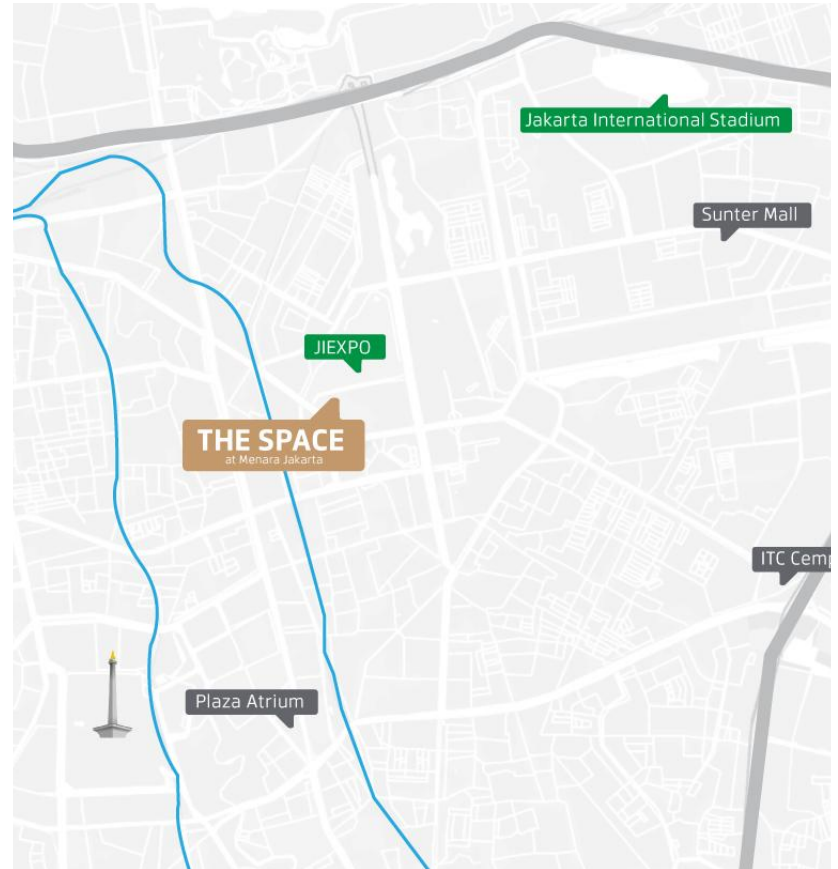 Jakarta International Stadium
Sunter Mall
JIEXPO
THE SPACE
at Menara Jakarta
ITC Cemp
Plaza Atrium